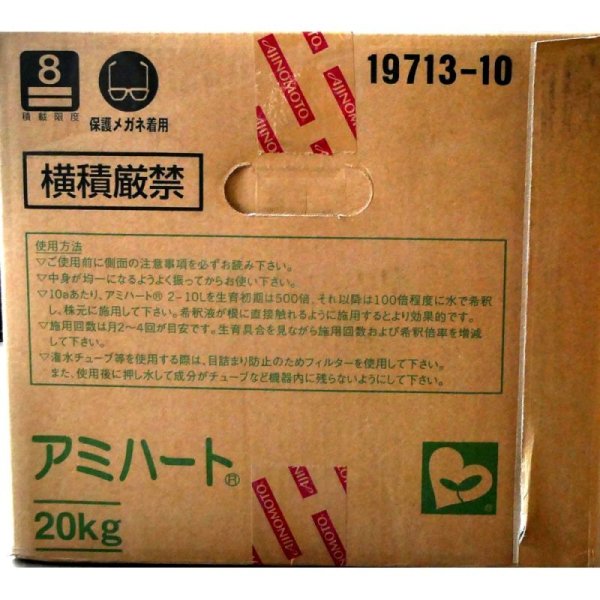 8
積載限度
保護メガネ着用
AJINOMOTO
AJINOMOTO
19713-10
横積厳禁
使用方法
▽ご使用前に側面の注意事項を必ずお読み下さい。
▽中身が均一になるようよく振ってからお使い下さい。
▽10aあたり、アミハート® 2-10Lを生育初期は500倍、それ以降は100倍程度に水で希釈
し、株元に施用して下さい。希釈液が根に直接触れるように施用するとより効果的です。
▽施用回数は月2〜4回が目安です。生育具合を見ながら施用回数および希釈倍率を増減
して下さい。
▽灌水チューブ等を使用する際は、目詰まり防止のためフィルターを使用して下さい。
また、使用後に押し水して成分がチューブなど機器内に残らないようにして下さい。
アミハート®
20kg
AJINOMOTO
AJINOMOTO
®